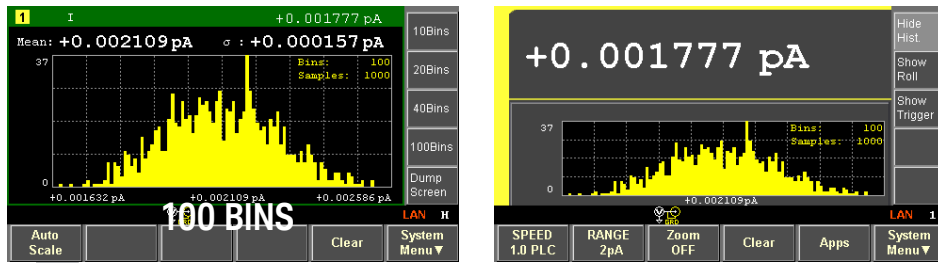 1 I +0.001777 pA
Mean: +0.002109 pA σ : +0.000157 pA
37
Bins: 100
Samples: 1000
0
+0.001632 pA +0.002109 pA +0.002586 pA
100 BINS
10Bins
20Bins
40Bins
100Bins
Dump
Screen
LAN H
Auto
Scale
Clear
System
Menu▼
+0.001777 pA
Hide
Hist.
Show
Roll
Show
Trigger
37
Bins: 100
Samples: 1000
0
+0.002109pA
LAN 1
SPEED
1.0 PLC
RANGE
2pA
Zoom
OFF
Clear
Apps
System
Menu▼